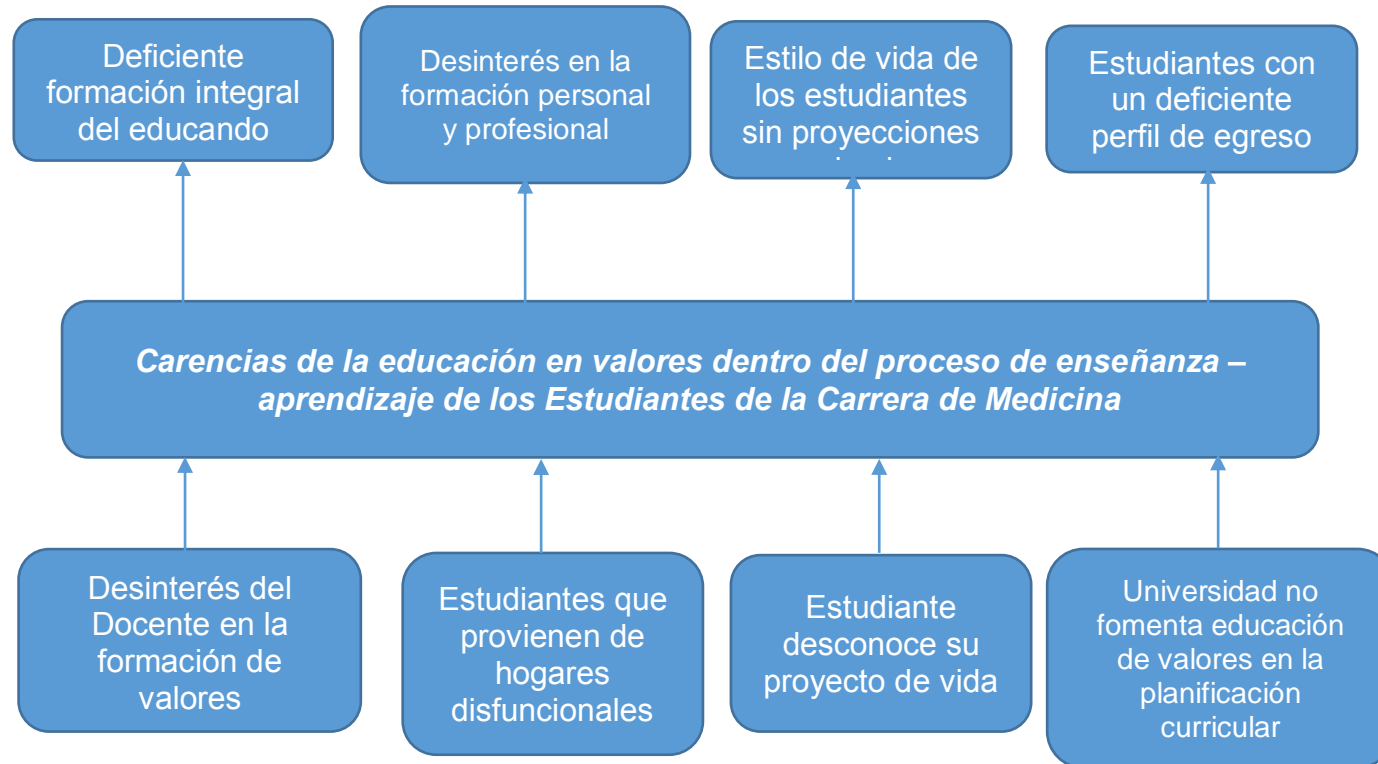 Deficiente
formación integral
del educando
Desinterés en la
formación personal
y profesional
Estilo de vida de
los estudiantes
sin proyecciones
Estudiantes con
un deficiente
perfil de egreso
Carencias de la educación en valores dentro del proceso de enseñanza –
aprendizaje de los Estudiantes de la Carrera de Medicina
Desinterés del
Docente en la
formación de
valores
Estudiantes que
provienen de
hogares
disfuncionales
Estudiante
desconoce su
proyecto de vida
Universidad no
fomenta educación
de valores en la
planificación
curricular